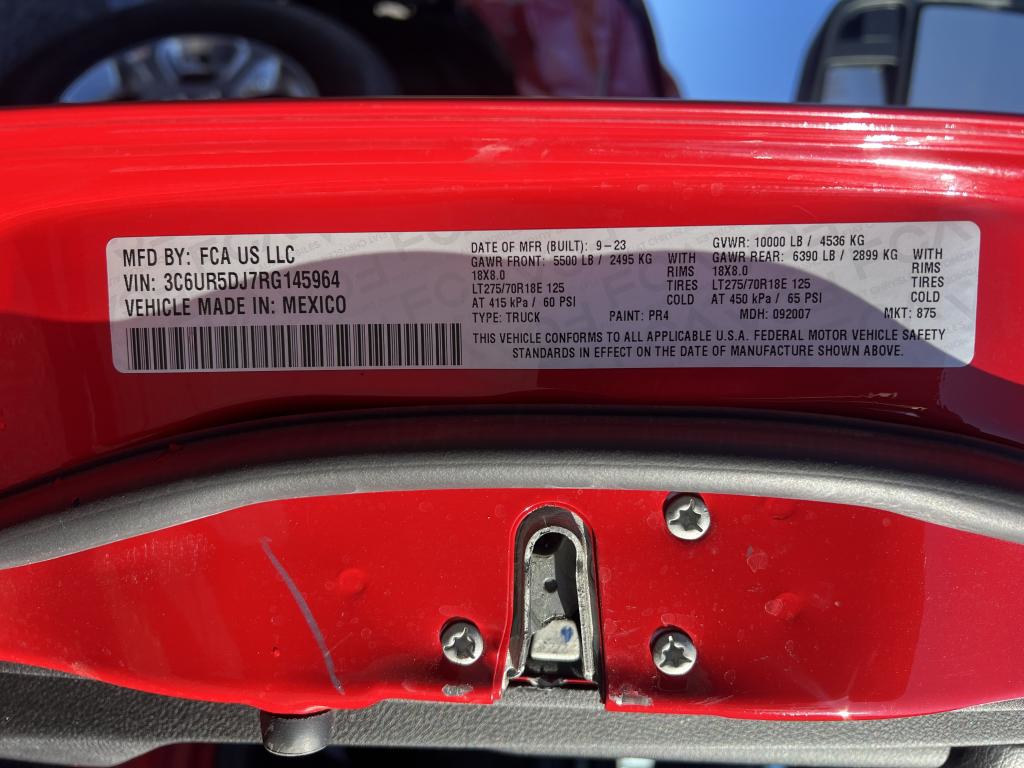 MFD BY: FCA US LLC
VIN: 3C6UR5DJ7RG145964
VEHICLE MADE IN: MEXICO
DATE OF MFR (BUILT): 9-23
GAWR FRONT: 5500 LB / 2495 KG WITH
18X8.0 RIMS
LT275/70R18E 125 TIRES
AT 415 kPa / 60 PSI COLD
TYPE: TRUCK PAINT: PR4
GVWR: 10000 LB / 4536 KG
GAWR REAR: 6390 LB / 2899 KG WITH
18X8.0 RIMS
LT275/70R18E 125 TIRES
AT 450 kPa / 65 PSI COLD
MDH: 092007 MKT: 875
THIS VEHICLE CONFORMS TO ALL APPLICABLE U.S.A. FEDERAL MOTOR VEHICLE SAFETY
STANDARDS IN EFFECT ON THE DATE OF MANUFACTURE SHOWN ABOVE.